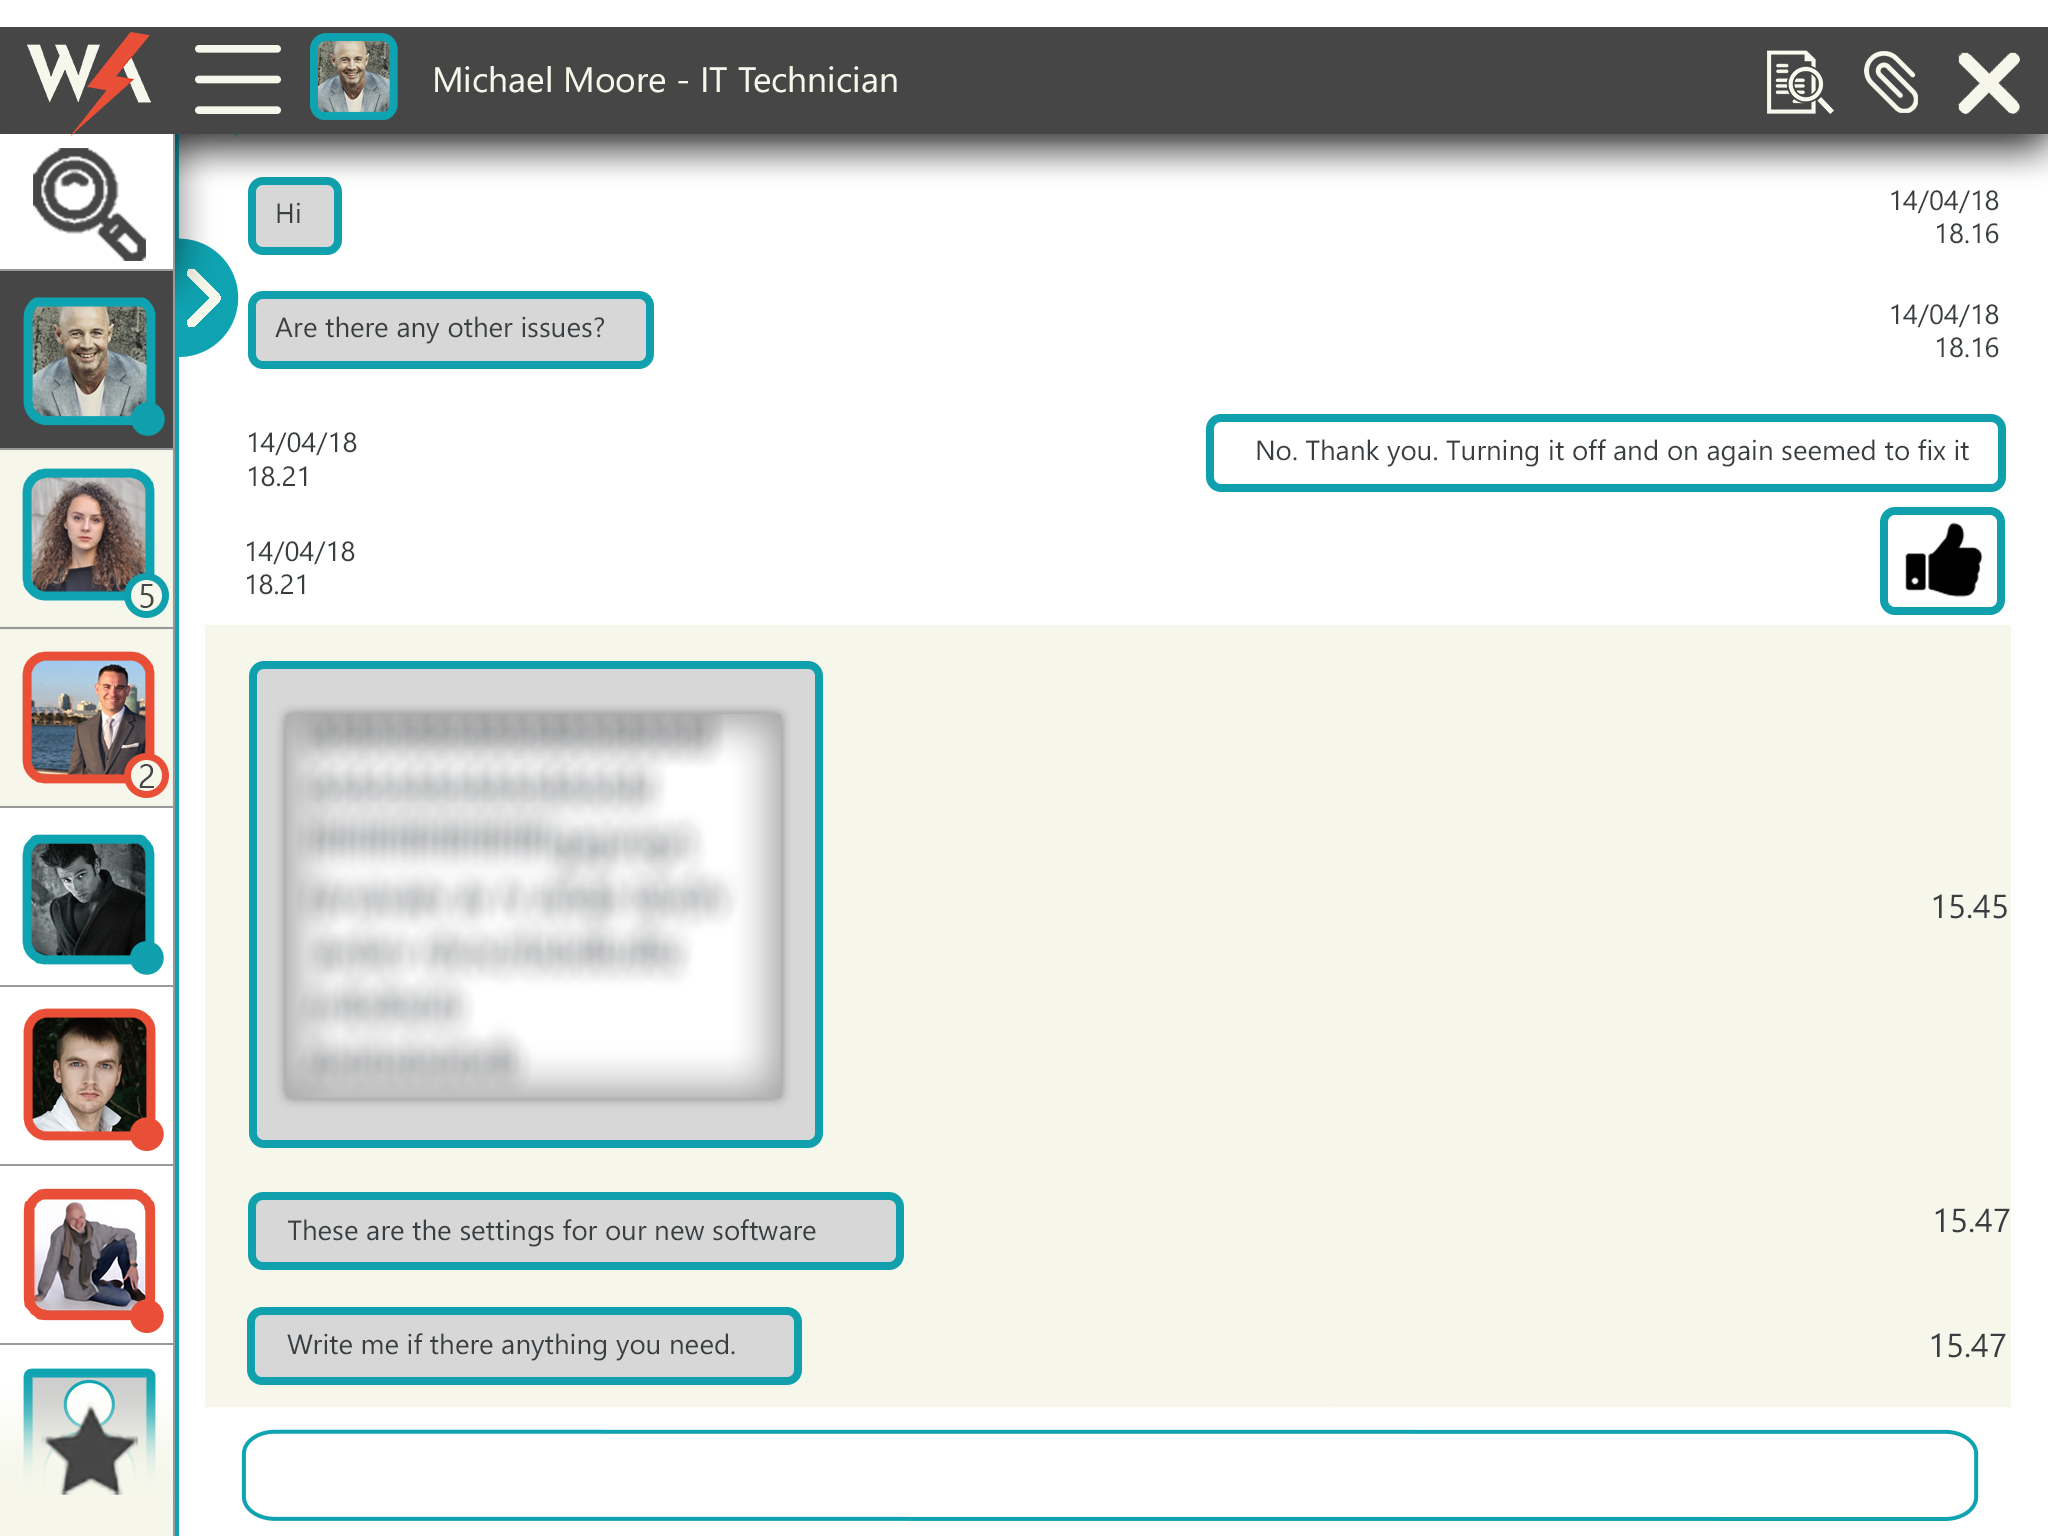 WA
Michael Moore - IT Technician
Hi
14/04/18
18.16
Are there any other issues?
14/04/18
18.16
14/04/18
18.21
No. Thank you. Turning it off and on again seemed to fix it
14/04/18
18.21
5
2
15.45
These are the settings for our new software
15.47
Write me if there anything you need.
15.47